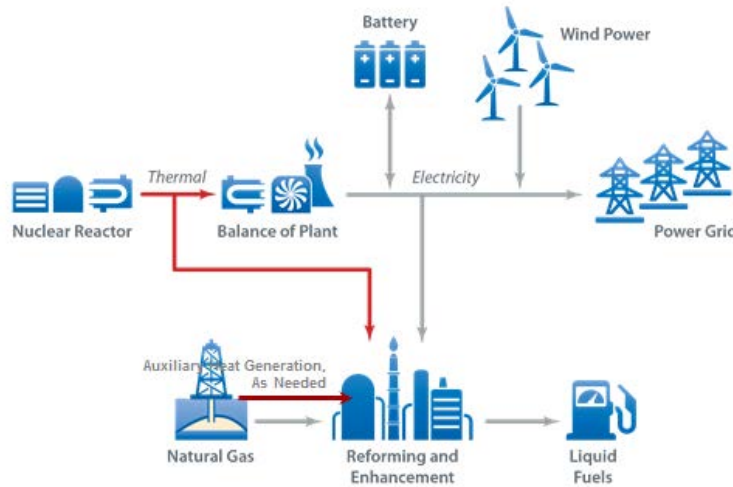 Battery
Wind Power
Thermal
Electricity
Nuclear Reactor
Balance of Plant
Power Grid
Auxiliary Heat Generation,
As Needed
Natural Gas
Reforming and
Enhancement
Liquid
Fuels